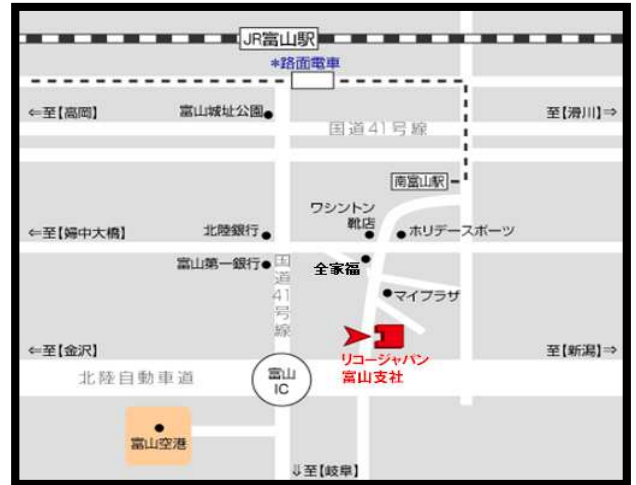 JR富山駅
*路面電車
⇐至【高岡】
富山城址公園
至【滑川】⇒
国道41号線
南富山駅
ワシントン
靴店
ホリデースポーツ
⇐至【婦中大橋】
北陸銀行
富山第一銀行
国道41号線
全家福
マイプラザ
⇐至【金沢】
リコージャパン
富山支社
至【新潟】⇒
北陸自動車道
富山
IC
富山空港
⇓至【岐阜】